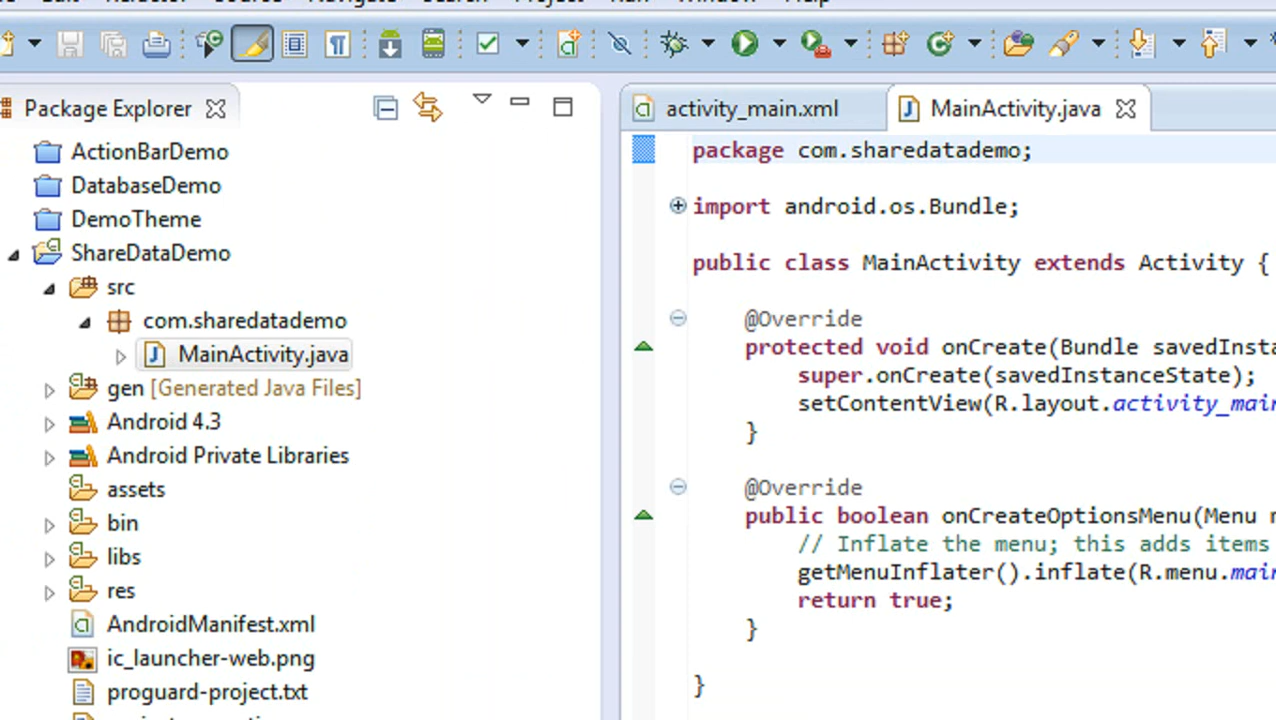 Package Explorer
ActionBarDemo
DatabaseDemo
DemoTheme
ShareDataDemo
src
com.sharedatademo
MainActivity.java
gen [Generated Java Files]
Android 4.3
Android Private Libraries
assets
bin
libs
res
AndroidManifest.xml
ic_launcher-web.png
proguard-project.txt
activity_main.xml
MainActivity.java
package com.sharedatademo;
import android.os.Bundle;
public class MainActivity extends Activity {
@Override
protected void onCreate(Bundle savedInsta
super.onCreate(savedInstanceState);
setContentView(R.layout.activity_main
}
@Override
public boolean onCreateOptionsMenu(Menu m
// Inflate the menu; this adds items
getMenuInflater().inflate(R.menu.main
return true;
}
}